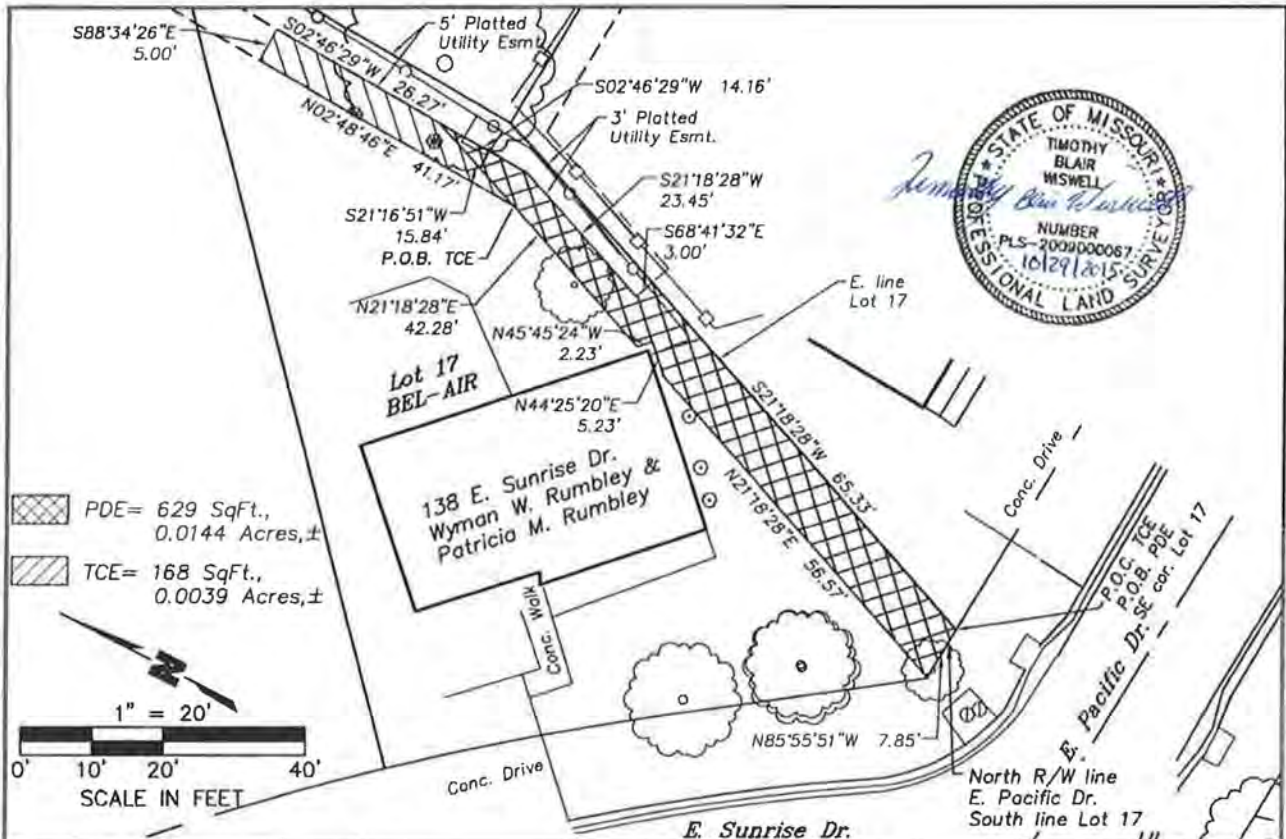 S88°34'26"E
5.00'
S02°46'29"W
26.27'
5' Platted
Utility Esmt
S02°46'29"W 14.16'
3' Platted
Utility Esmt.
N02°48'46"E
41.17'
S21°18'28"W
23.45'
S21°16'51"W
15.84'
P.O.B. TCE
S68°41'32"E
3.00'
E. line
Lot 17
N21°18'28"E
42.28'
N45°45'24"W
2.23'
Lot 17
BEL-AIR
N44°25'20"E
5.23'
S21°18'28"W 65.33'
N21°18'28"E 56.57'
138 E. Sunrise Dr.
Wyman W. Rumbley &
Patricia M. Rumbley
STATE OF MISSOURI
TIMOTHY
BLAIR
WISWELL
NUMBER
PLS-2009000067
10/29/2015
PROFESSIONAL LAND SURVEYOR
Timothy Blair Wiswell
PDE= 629 SqFt.,
0.0144 Acres,±
TCE= 168 SqFt.,
0.0039 Acres,±
N
1" = 20'
0' 10' 20' 40'
SCALE IN FEET
Conc. Walk
Conc. Drive
Conc. Drive
P.O.C. TCE
P.O.B. PDE
SE cor. Lot 17
E. Pacific Dr.
N85°55'51"W 7.85'
North R/W line
E. Pacific Dr.
South line Lot 17
E. Sunrise Dr.